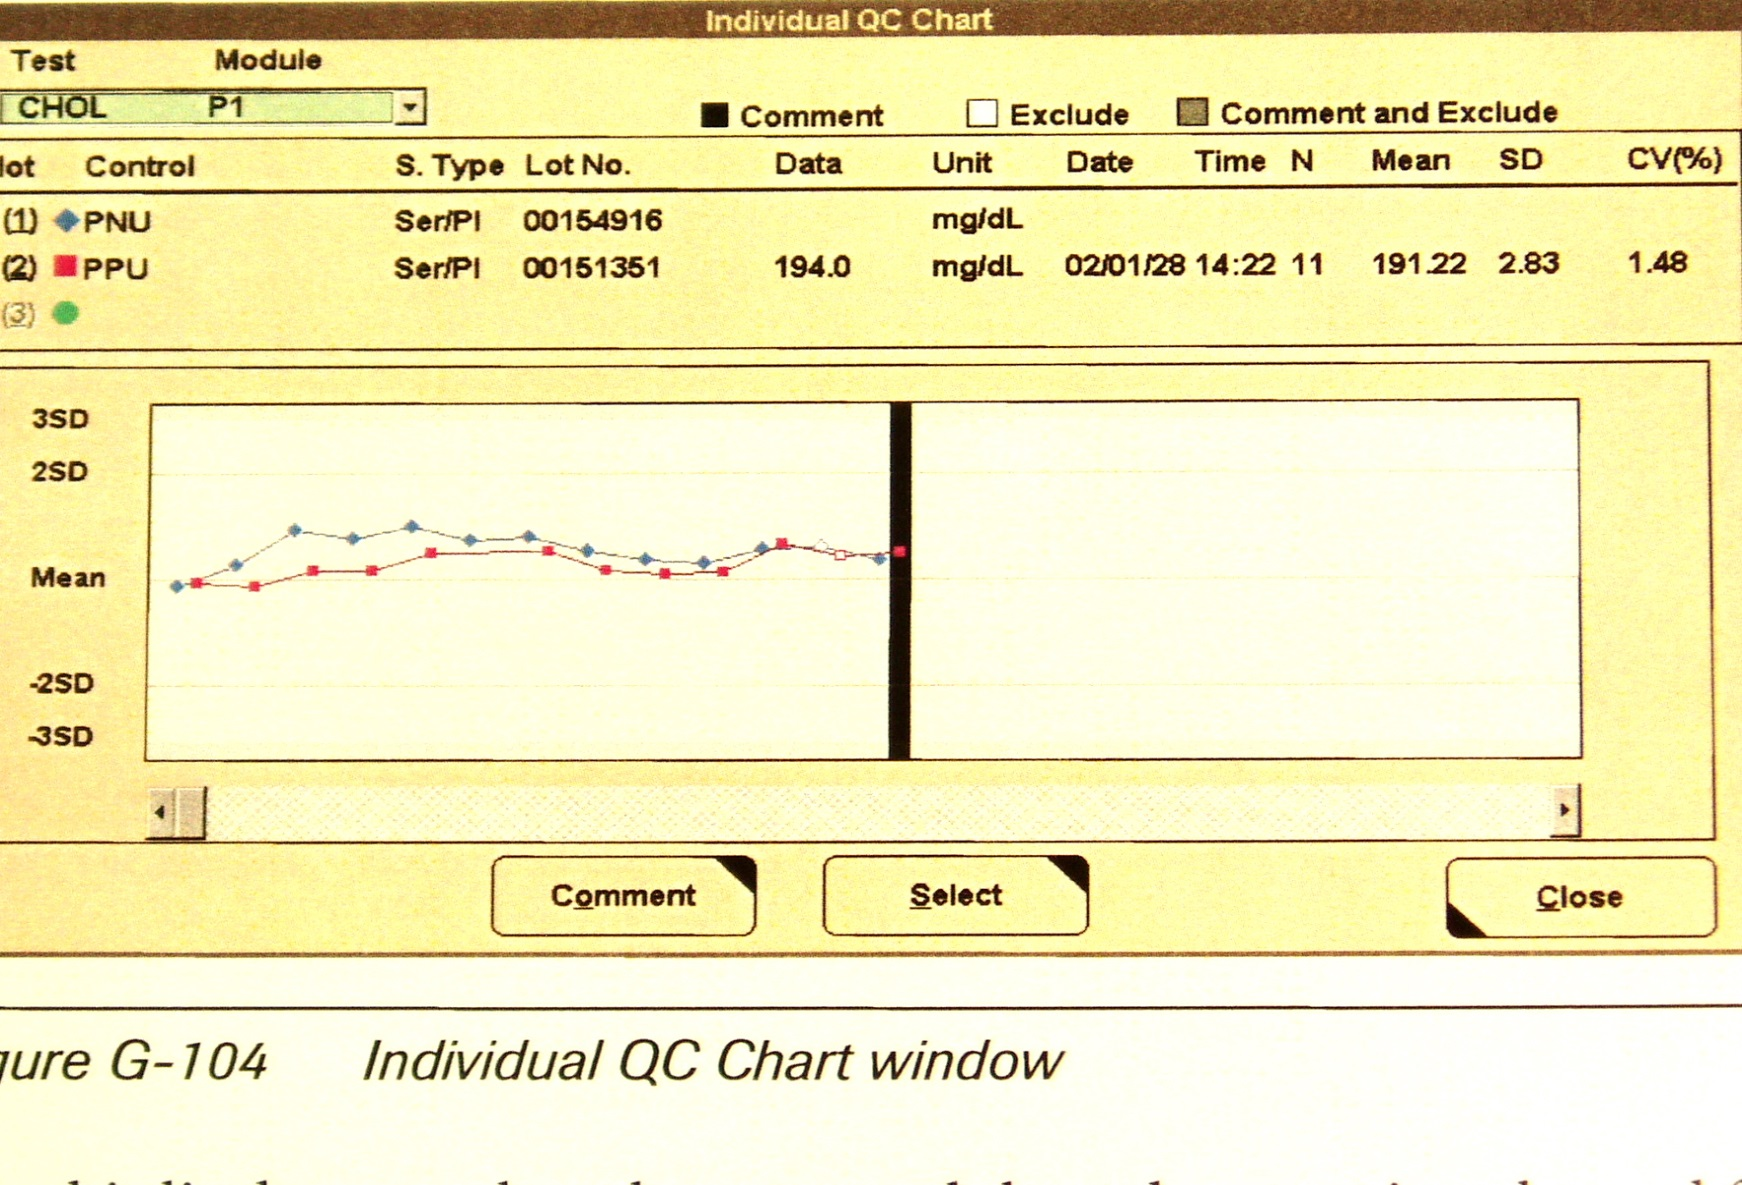 Individual QC Chart
Test Module
CHOL P1
Comment Exclude Comment and Exclude
lot Control S. Type Lot No. Data Unit Date Time N Mean SD CV(%)
(1) PNU Ser/Pl 00154916 mg/dL
(2) PPU Ser/Pl 00151351 194.0 mg/dL 02/01/28 14:22 11 191.22 2.83 1.48
(3)
3SD
2SD
Mean
-2SD
-3SD
Comment Select Close
gure G-104 Individual QC Chart window